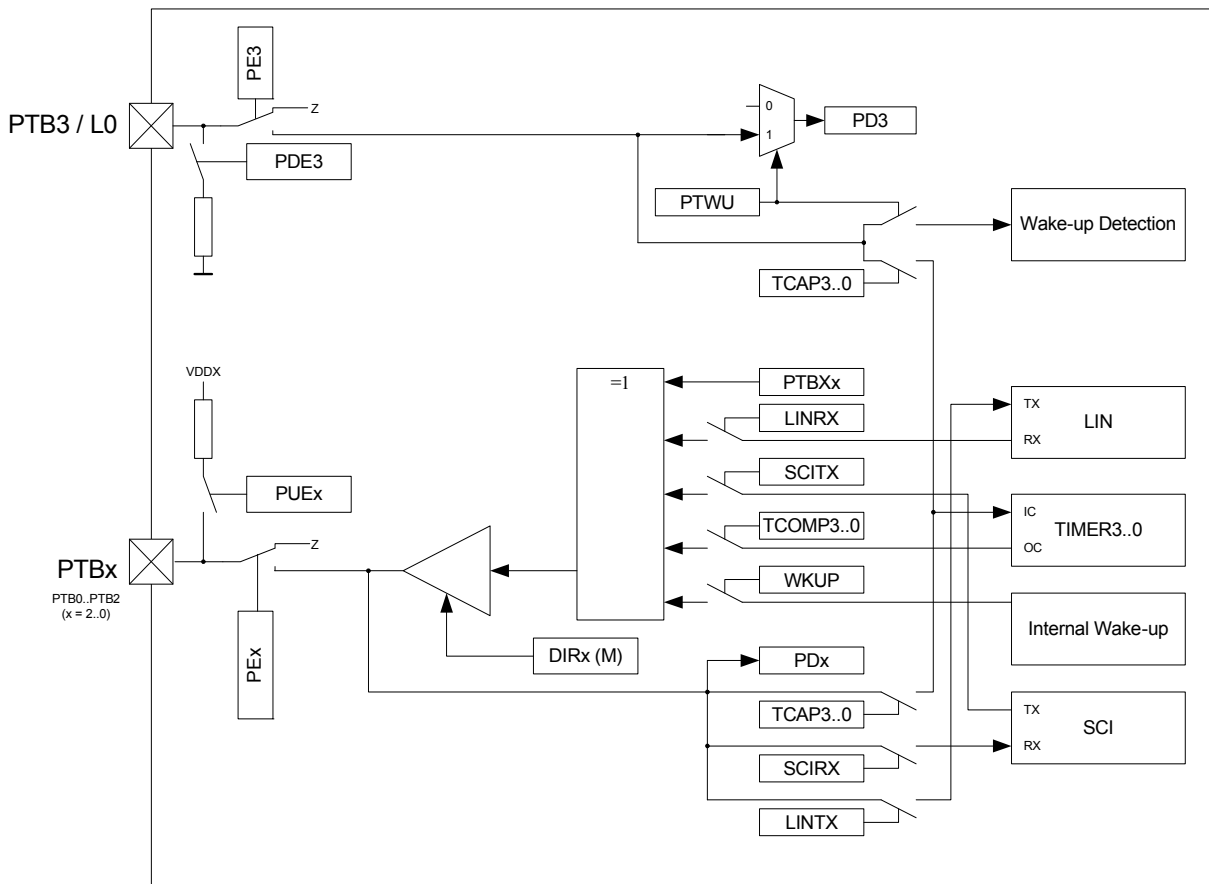 PE3
PTB3 / L0
Z
0
1
PD3
PDE3
PTWU
Wake-up Detection
TCAP3..0
VDDX
=1
PTBXx
LINRX
TX
RX
LIN
SCITX
PUEx
TCOMP3..0
IC
OC
TIMER3..0
Z
PTBx
PTB0..PTB2
(x = 2..0)
WKUP
Internal Wake-up
DIRx (M)
PDx
PEx
TCAP3..0
TX
RX
SCI
SCIRX
LINTX